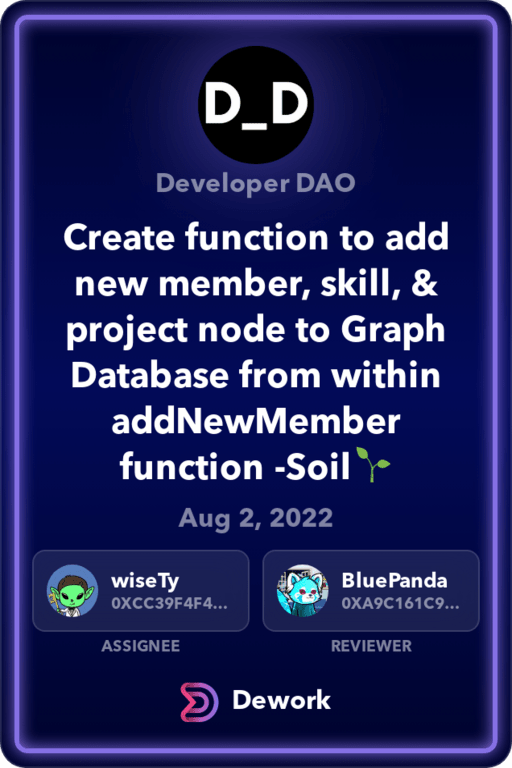 D_D
Developer DAO
Create function to add
new member, skill, &
project node to Graph
Database from within
addNewMember
function -Soil🌱
Aug 2, 2022
wiseTy
0XCC39F4F4...
BluePanda
0XA9C161C9...
ASSIGNEE
REVIEWER
Dework